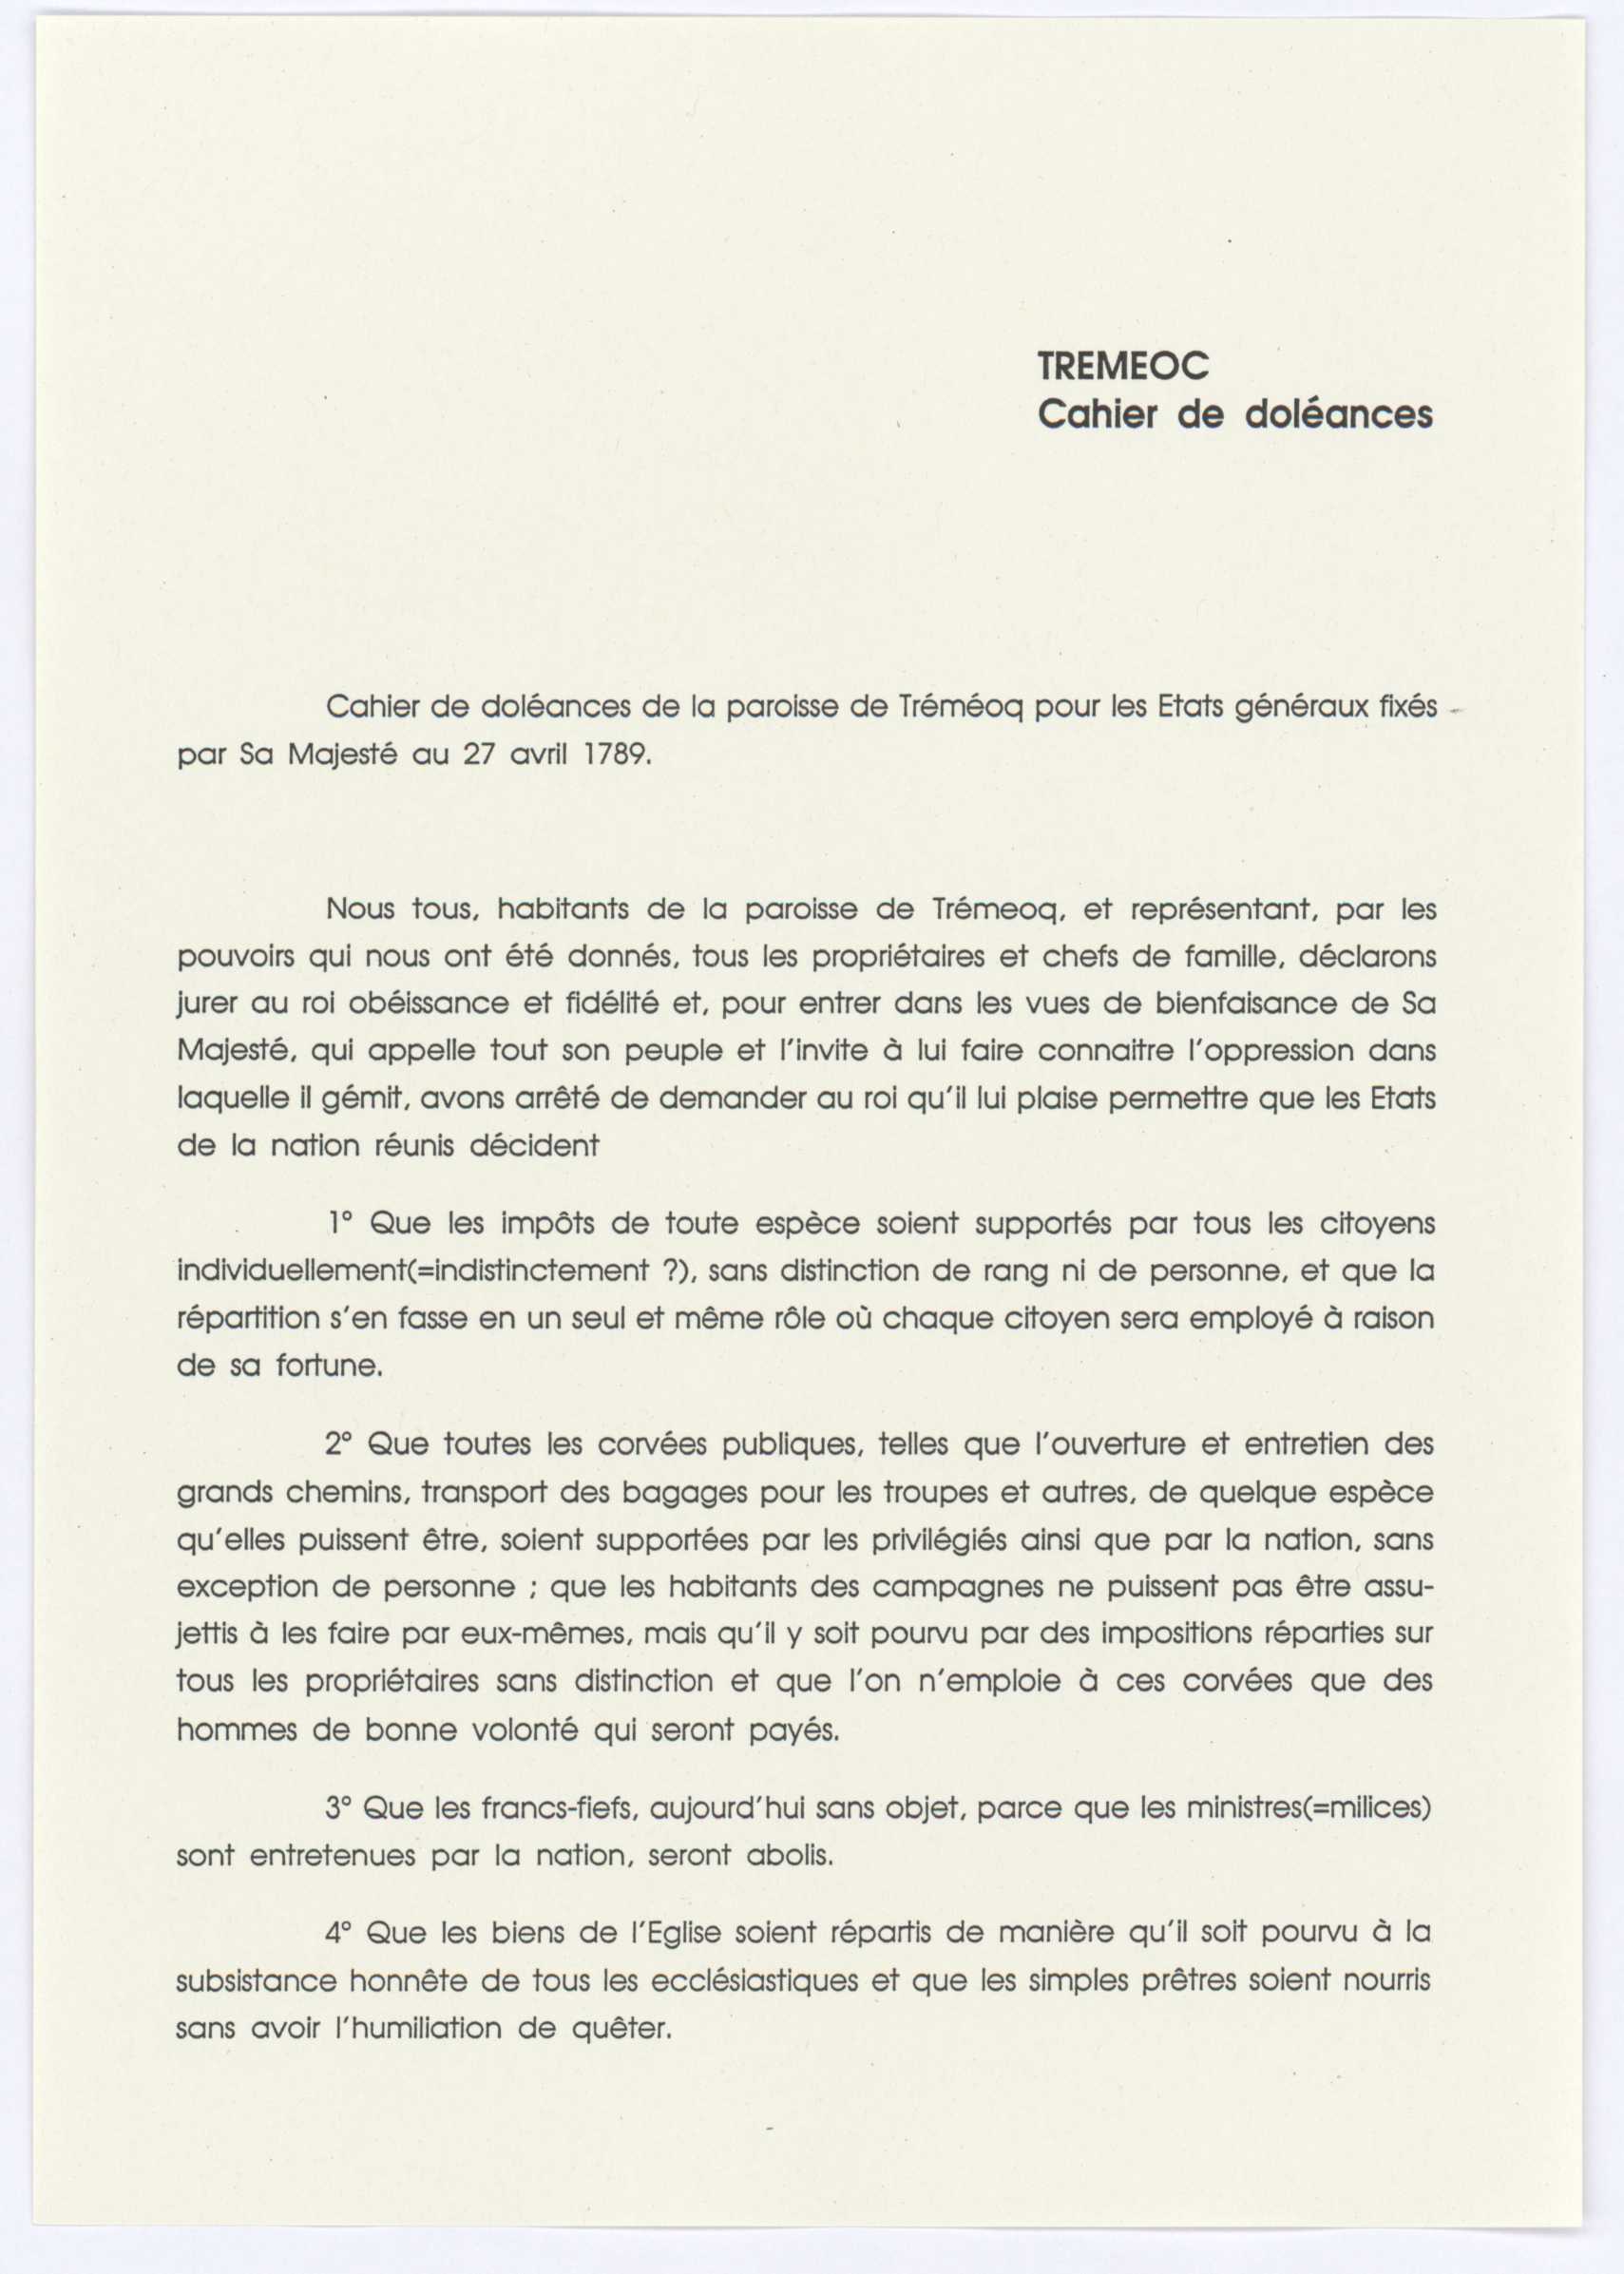 TREMEOC
Cahier de doléances
Cahier de doléances de la paroisse de Tréméoq pour les Etats généraux fixés
par Sa Majesté au 27 avril 1789.
Nous tous, habitants de la paroisse de Trémeoq, et représentant, par les
pouvoirs qui nous ont été donnés, tous les propriétaires et chefs de famille, déclarons
jurer au roi obéissance et fidélité et, pour entrer dans les vues de bienfaisance de Sa
Majesté, qui appelle tout son peuple et l'invite à lui faire connaitre l'oppression dans
laquelle il gémit, avons arrêté de demander au roi qu'il lui plaise permettre que les Etats
de la nation réunis décident
1° Que les impôts de toute espèce soient supportés par tous les citoyens
individuellement(=indistinctement ?), sans distinction de rang ni de personne, et que la
répartition s'en fasse en un seul et même rôle où chaque citoyen sera employé à raison
de sa fortune.
2° Que toutes les corvées publiques, telles que l'ouverture et entretien des
grands chemins, transport des bagages pour les troupes et autres, de quelque espèce
qu'elles puissent être, soient supportées par les privilégiés ainsi que par la nation, sans
exception de personne ; que les habitants des campagnes ne puissent pas être assu-
jettis à les faire par eux-mêmes, mais qu'il y soit pourvu par des impositions réparties sur
tous les propriétaires sans distinction et que l'on n'emploie à ces corvées que des
hommes de bonne volonté qui seront payés.
3° Que les francs-fiefs, aujourd'hui sans objet, parce que les ministres(=milices)
sont entretenues par la nation, seront abolis.
4° Que les biens de l'Eglise soient répartis de manière qu'il soit pourvu à la
subsistance honnête de tous les ecclésiastiques et que les simples prêtres soient nourris
sans avoir l'humiliation de quêter.